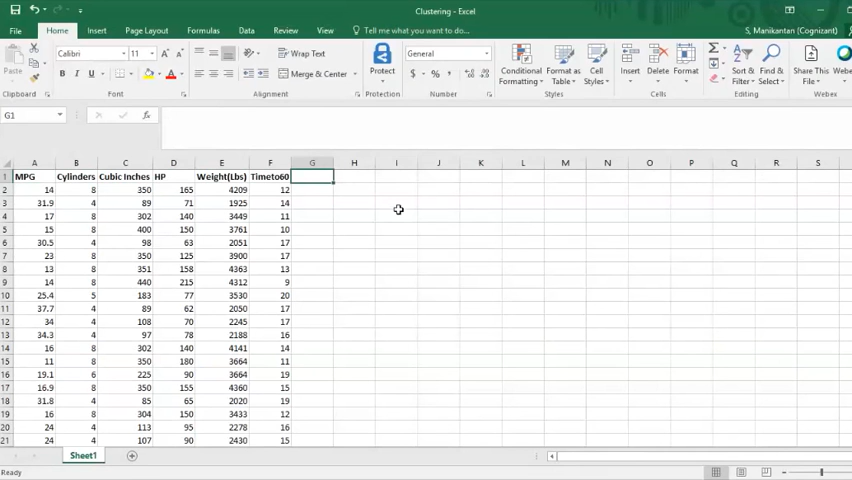 Clustering - Excel
File Home Insert Page Layout Formulas Data Review View Tell me what you want to do... S, Manikantan (Cognizant)
Paste Calibri 11 A A Wrap Text General
B I U A Merge & Center $ % Protect Conditional Formatting Format as Table Cell Styles Insert Delete Format Sort & Filter Find & Select Share This File Webex
Clipboard Font Alignment Protection Number Styles Cells Editing Webex
G1 fx
A B C D E F G H I J K L M N O P Q R S
1 MPG Cylinders Cubic Inches HP Weight(Lbs) Timeto60
2 14 8 350 165 4209 12
3 31.9 4 89 71 1925 14
4 17 8 302 140 3449 11
5 15 8 400 150 3761 10
6 30.5 4 98 63 2051 17
7 23 8 350 125 3900 17
8 13 8 351 158 4363 13
9 14 8 440 215 4312 9
10 25.4 5 183 77 3530 20
11 37.7 4 89 62 2050 17
12 34 4 108 70 2245 17
13 34.3 4 97 78 2188 16
14 16 8 302 140 4141 14
15 11 8 350 180 3664 11
16 19.1 6 225 90 3664 19
17 16.9 8 350 155 4360 15
18 31.8 4 85 65 2020 19
19 16 8 304 150 3433 12
20 24 4 113 95 2278 16
21 24 4 107 90 2430 15
Sheet1
Ready